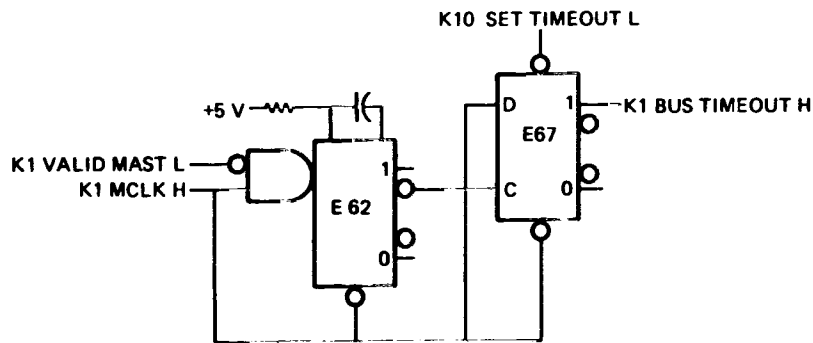 K10 SET TIMEOUT L
+5 V
D
1
K1 BUS TIMEOUT H
E67
K1 VALID MAST L
K1 MCLK H
1
E 62
C
0
0